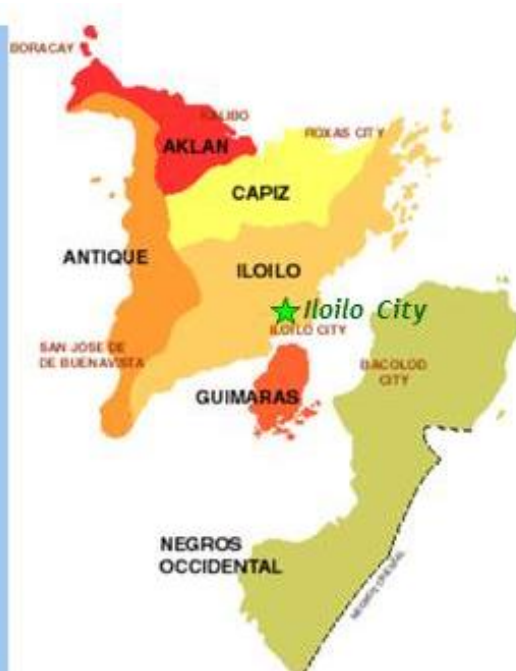 BORACAY
KALIBO
AKLAN
ROXAS CITY
CAPIZ
ANTIQUE
ILOILO
Iloilo City
ILOILO CITY
SAN JOSE DE
DE BUENAVISTA
BACOLOD
CITY
GUIMARAS
NEGROS
OCCIDENTAL